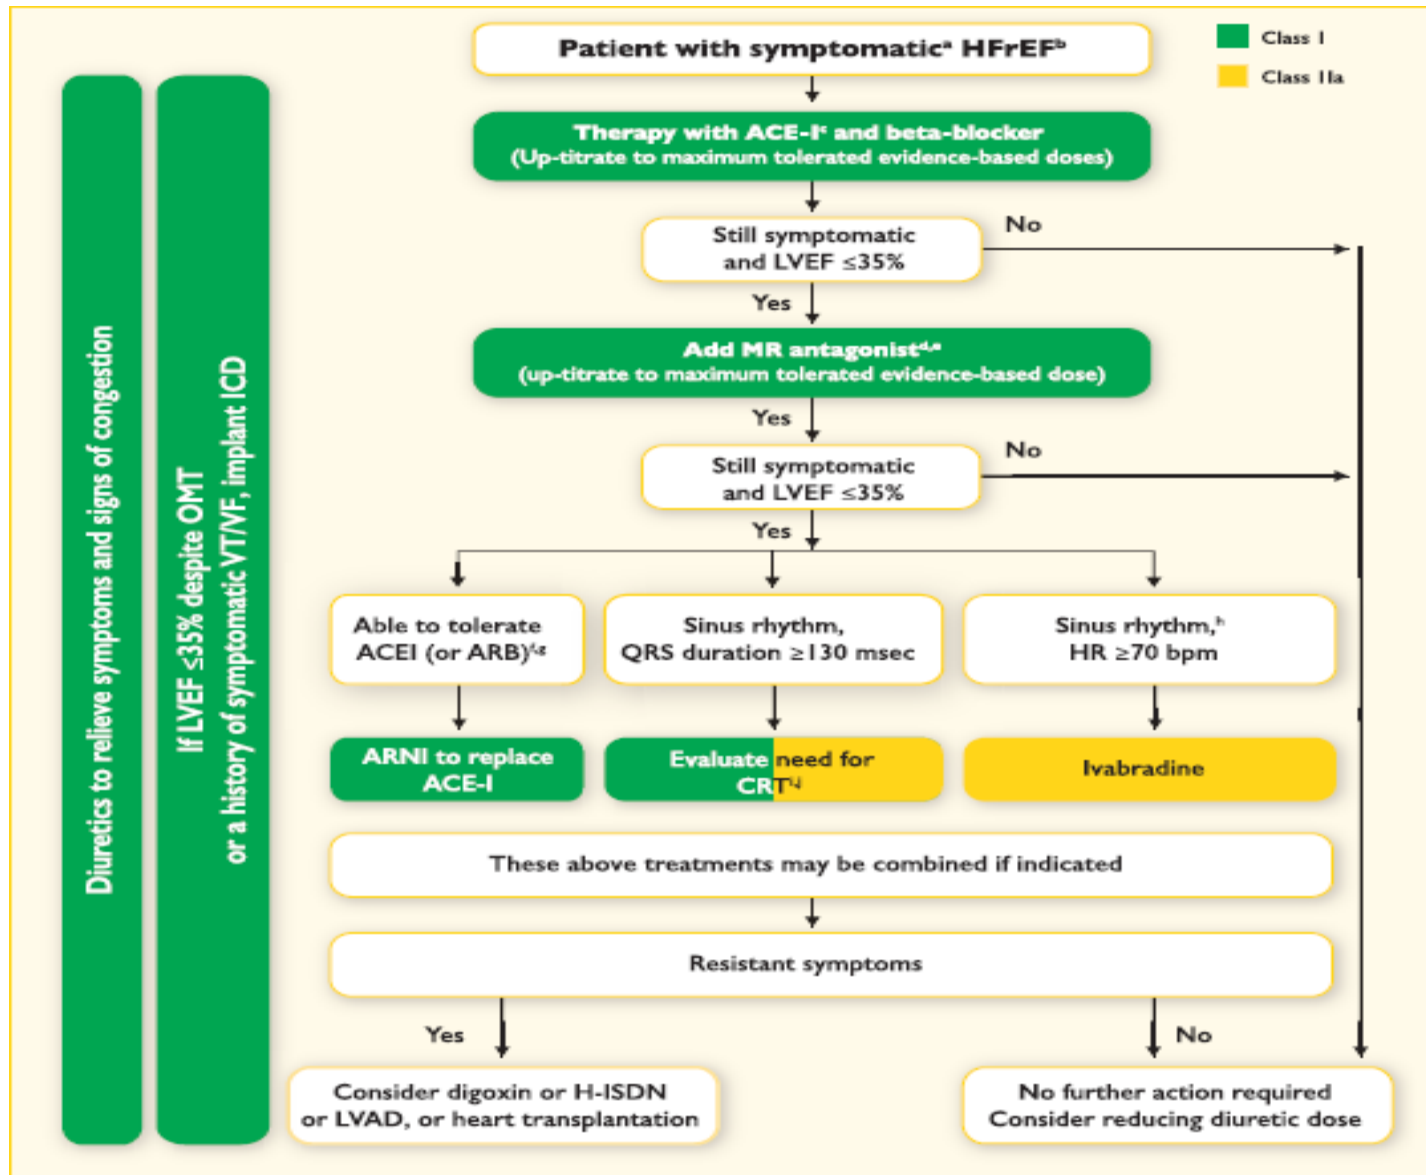 Patient with symptomaticᵃ HFrEFᵇ
Class I
Class IIa
Therapy with ACE-Iᶜ and beta-blocker
(Up-titrate to maximum tolerated evidence-based doses)
Still symptomatic
and LVEF ≤35%
No
Yes
Add MR antagonistᵈ,ᵉ
(up-titrate to maximum tolerated evidence-based dose)
Yes
Still symptomatic
and LVEF ≤35%
No
Yes
Able to tolerate
ACEI (or ARB)ᶠ,ᵍ
Sinus rhythm,
QRS duration ≥130 msec
Sinus rhythm,ʰ
HR ≥70 bpm
ARNI to replace
ACE-I
Evaluate need for
CRTⁱ,ʲ
Ivabradine
These above treatments may be combined if indicated
Resistant symptoms
Yes
No
Consider digoxin or H-ISDN
or LVAD, or heart transplantation
No further action required
Consider reducing diuretic dose
Diuretics to relieve symptoms and signs of congestion
If LVEF ≤35% despite OMT
or a history of symptomatic VT/VF, implant ICD